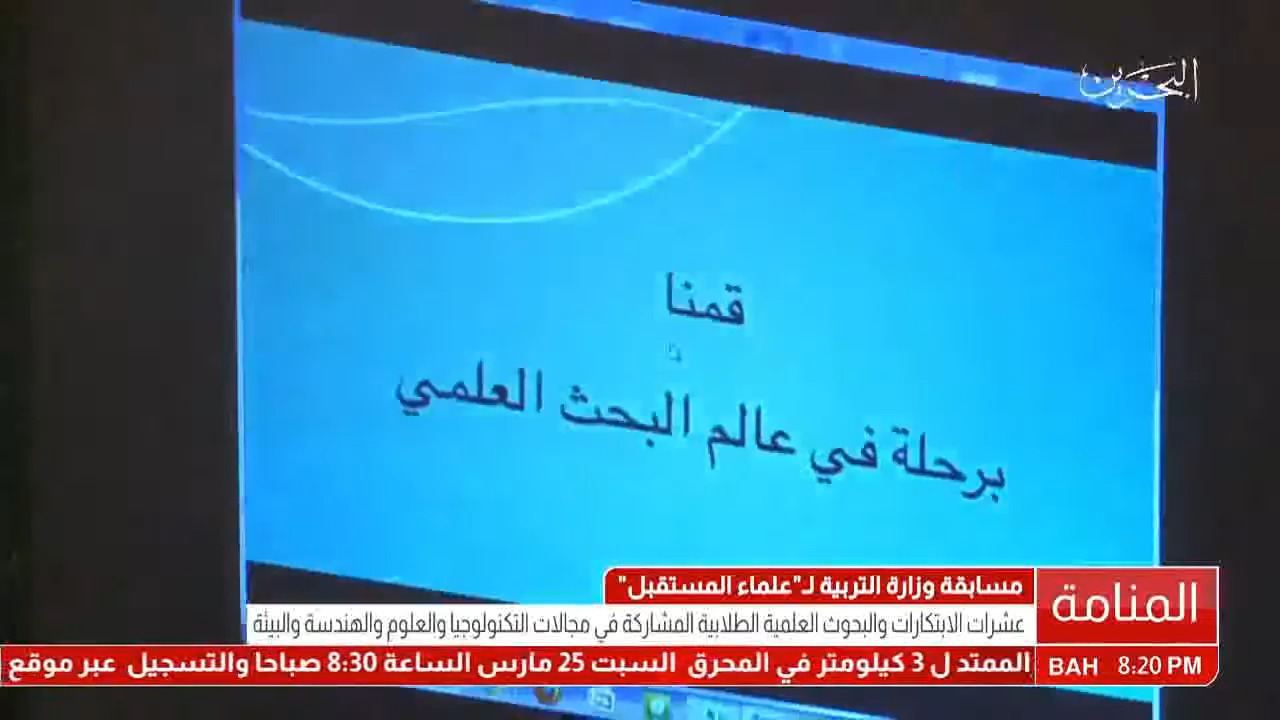 البحرين
قمنا
برحلة في عالم البحث العلمي
مسابقة وزارة التربية لـ"علماء المستقبل"
المنامة
عشرات الابتكارات والبحوث العلمية الطلابية المشاركة في مجالات التكنولوجيا والعلوم والهندسة والبيئة
الممتد ل 3 كيلومتر في المحرق السبت 25 مارس الساعة 8:30 صباحا والتسجيل عبر موقع
BAH 8:20 PM